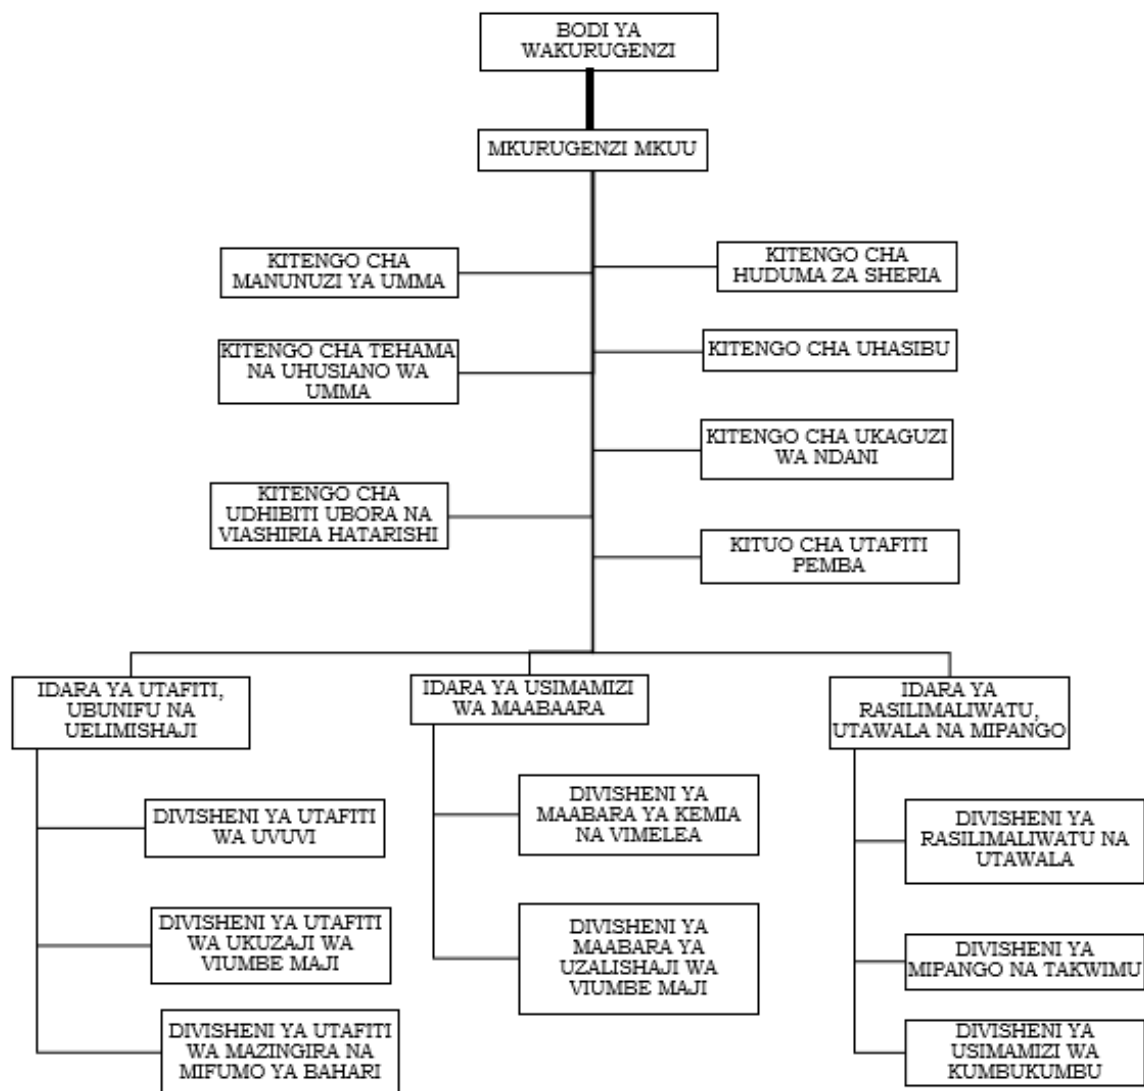 BODI YA
WAKURUGENZI
MKURUGENZI MKUU
KITENGO CHA
MANUNUZI YA UMMA
KITENGO CHA
HUDUMA ZA SHERIA
KITENGO CHA TEHAMA
NA UHUSIANO WA
UMMA
KITENGO CHA UHASIBU
KITENGO CHA UKAGUZI
WA NDANI
KITENGO CHA
UDHIBITI UBORA NA
VIASHIRIA HATARISHI
KITUO CHA UTAFITI
PEMBA
IDARA YA UTAFITI,
UBUNIFU NA
UELIMISHAJI
IDARA YA USIMAMIZI
WA MAABAARA
IDARA YA
RASILIMALIWATU,
UTAWALA NA MIPANGO
DIVISHENI YA UTAFITI
WA UVUVI
DIVISHENI YA UTAFITI
WA UKUZAJI WA
VIUMBE MAJI
DIVISHENI YA UTAFITI
WA MAZINGIRA NA
MIFUMO YA BAHARI
DIVISHENI YA
MAABARA YA KEMIA
NA VIMELEA
DIVISHENI YA
MAABARA YA
UZALISHAJI WA
VIUMBE MAJI
DIVISHENI YA
RASILIMALIWATU NA
UTAWALA
DIVISHENI YA
MIPANGO NA TAKWIMU
DIVISHENI YA
USIMAMIZI WA
KUMBUKUMBU